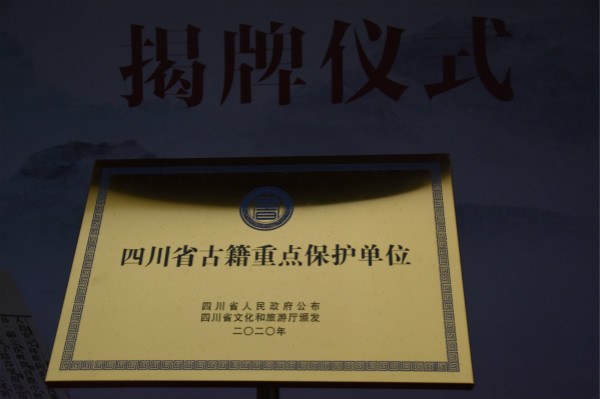 揭牌仪式
四川省古籍重点保护单位
四川省人民政府公布
四川省文化和旅游厅颁发
二〇二〇年